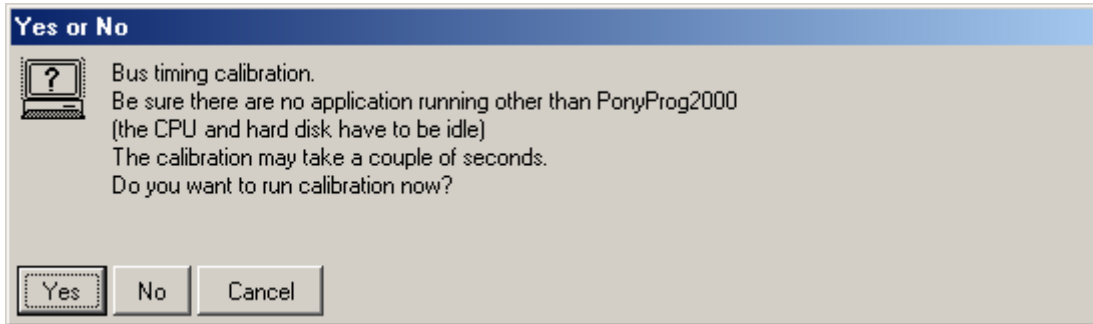 Yes or No
?
Bus timing calibration.
Be sure there are no application running other than PonyProg2000
(the CPU and hard disk have to be idle)
The calibration may take a couple of seconds.
Do you want to run calibration now?
Yes No Cancel